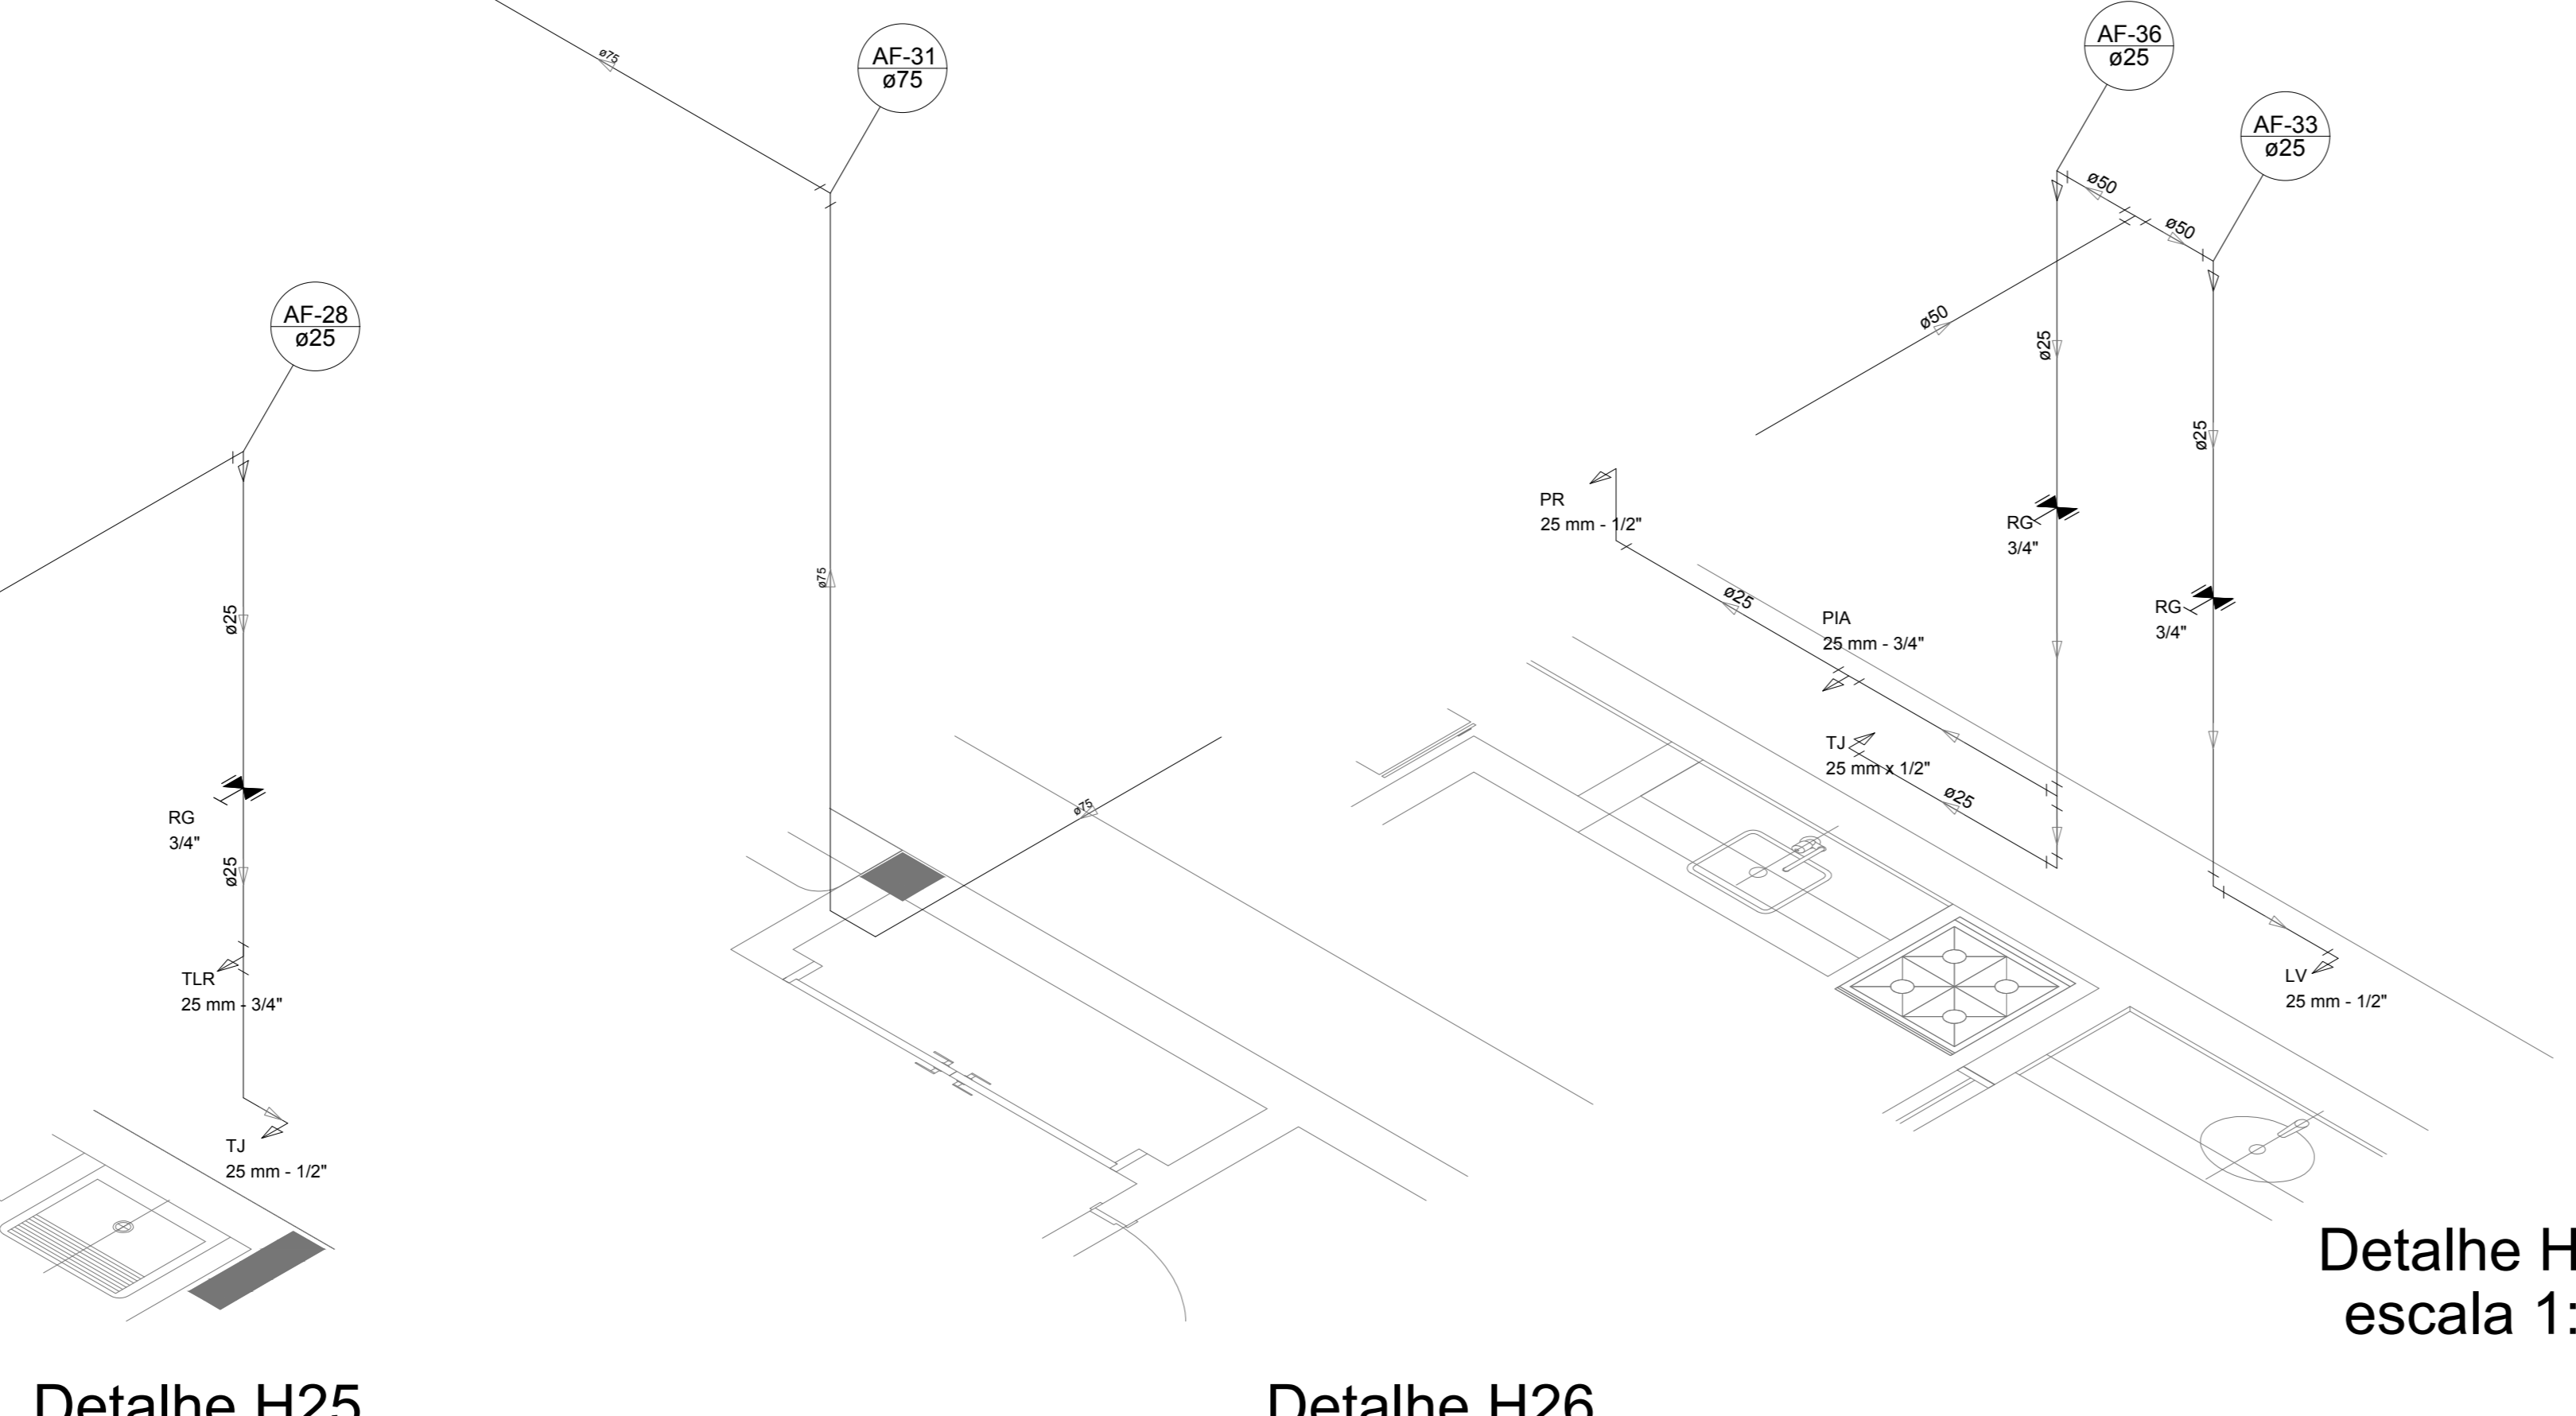 AF-28
ø25
ø25
RG
3/4"
ø25
TLR
25 mm - 3/4"
TJ
25 mm - 1/2"
Detalhe H25
ø75
AF-31
ø75
ø75
ø75
Detalhe H26
AF-36
ø25
AF-33
ø25
ø50
ø50
ø50
ø25
ø25
PR
25 mm - 1/2"
RG
3/4"
RG
3/4"
ø25
PIA
25 mm - 3/4"
TJ
25 mm x 1/2"
ø25
LV
25 mm - 1/2"
Detalhe H
escala 1: